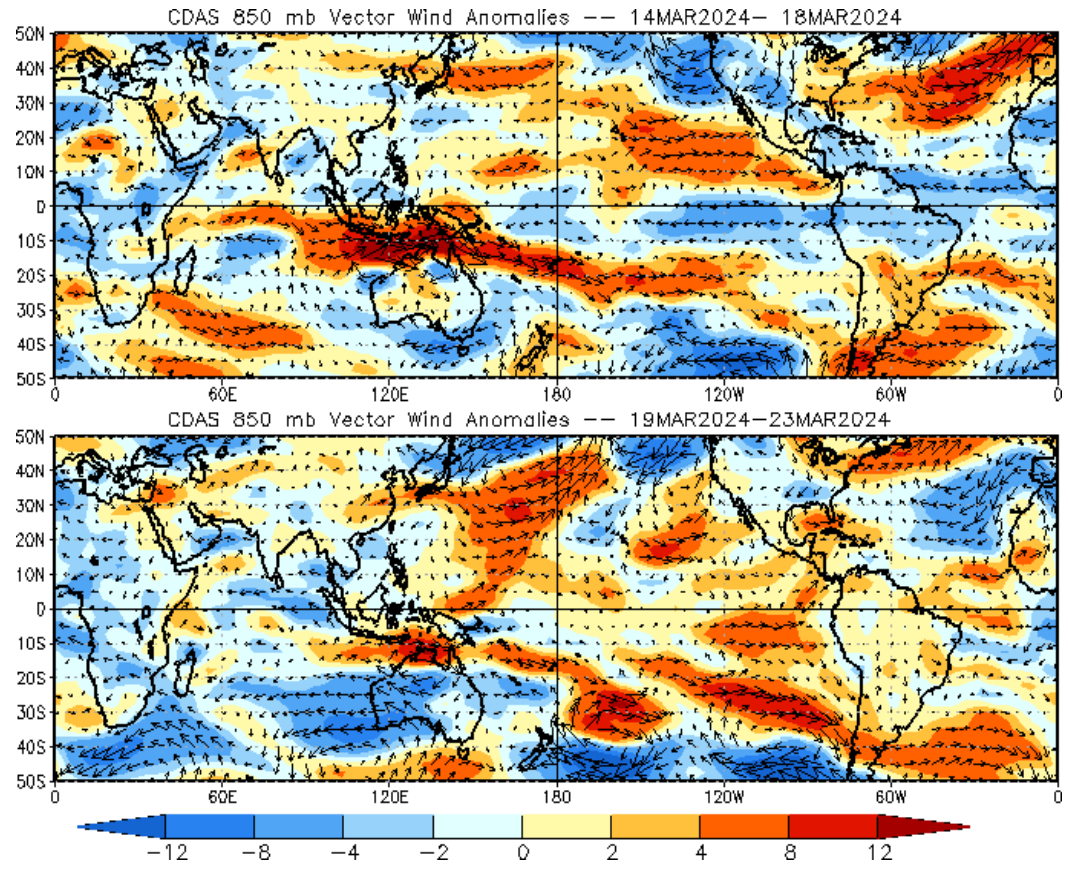 CDAS 850 mb Vector Wind Anomalies -- 14MAR2024- 18MAR2024
50N
40N
30N
20N
10N
0
10S
20S
30S
40S
50S
0 60E 120E 180 120W 60W 0
CDAS 850 mb Vector Wind Anomalies -- 19MAR2024-23MAR2024
50N
40N
30N
20N
10N
0
10S
20S
30S
40S
50S
0 60E 120E 180 120W 60W 0
-12 -8 -4 -2 0 2 4 8 12